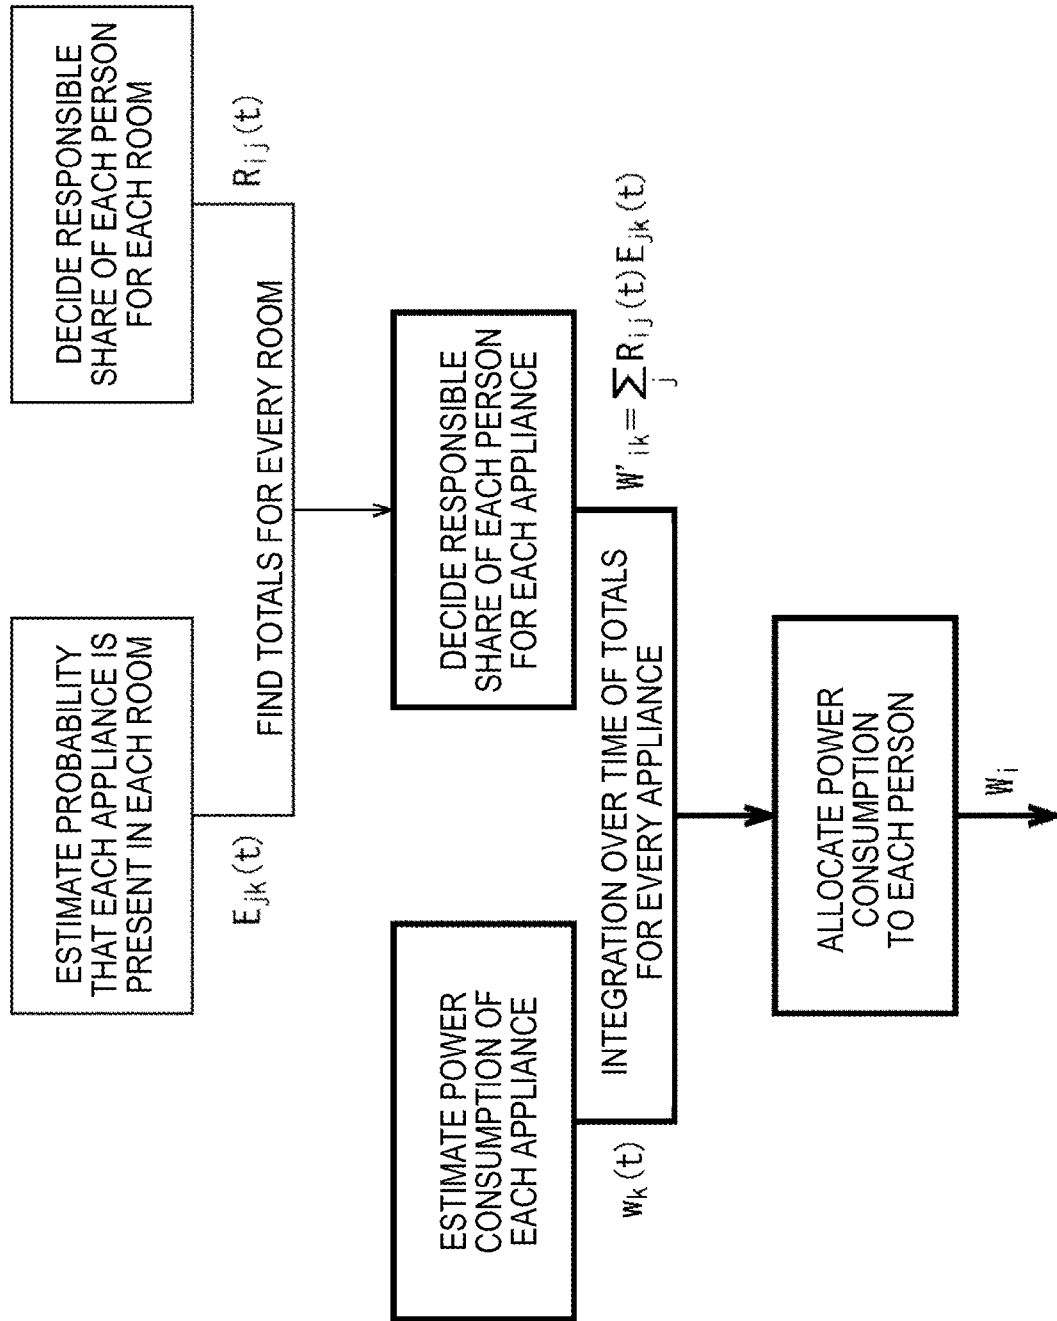 ESTIMATE PROBABILITY
THAT EACH APPLIANCE IS
PRESENT IN EACH ROOM
E_jk(t)
DECIDE RESPONSIBLE
SHARE OF EACH PERSON
FOR EACH ROOM
R_ij(t)
FIND TOTALS FOR EVERY ROOM
ESTIMATE POWER
CONSUMPTION OF
EACH APPLIANCE
w_k(t)
DECIDE RESPONSIBLE
SHARE OF EACH PERSON
FOR EACH APPLIANCE
W'_ik=∑_j R_ij(t)E_jk(t)
INTEGRATION OVER TIME OF TOTALS
FOR EVERY APPLIANCE
ALLOCATE POWER
CONSUMPTION
TO EACH PERSON
W_i